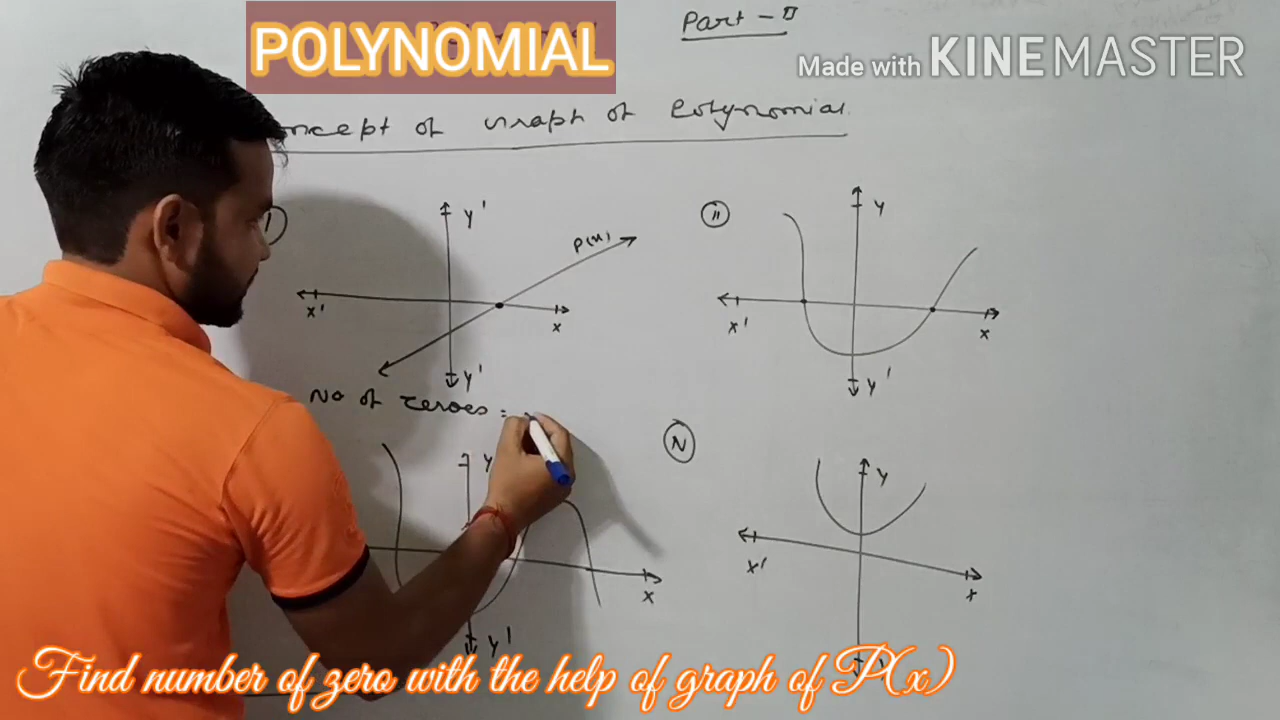 POLYNOMIAL
Part - II
Made with KINEMASTER
oncept of Graph of Polynomial
I
y'
P(x)
x'
x
y'
No of zeroes =
II
y
x'
x
y'
y
x
y'
IV
y
x'
x
Find number of zero with the help of graph of P(x)